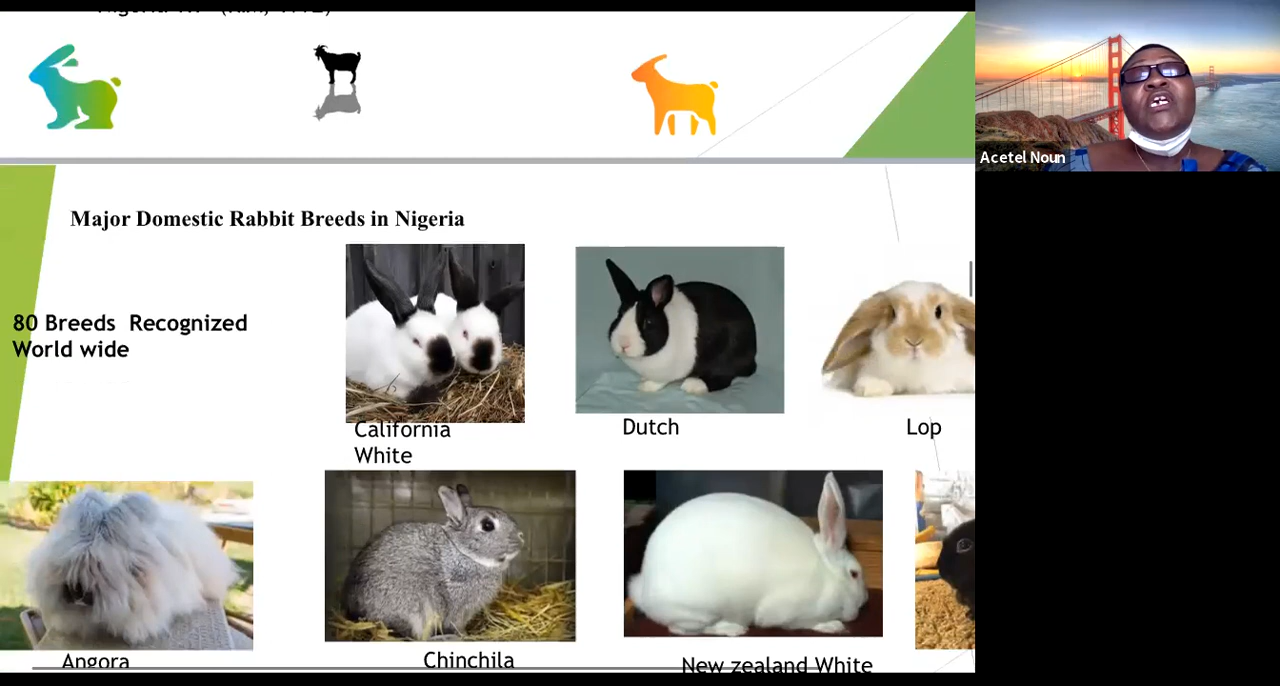 Acetel Noun
Major Domestic Rabbit Breeds in Nigeria
80 Breeds Recognized
World wide
California
White
Dutch
Lop
Angora
Chinchila
New zealand White